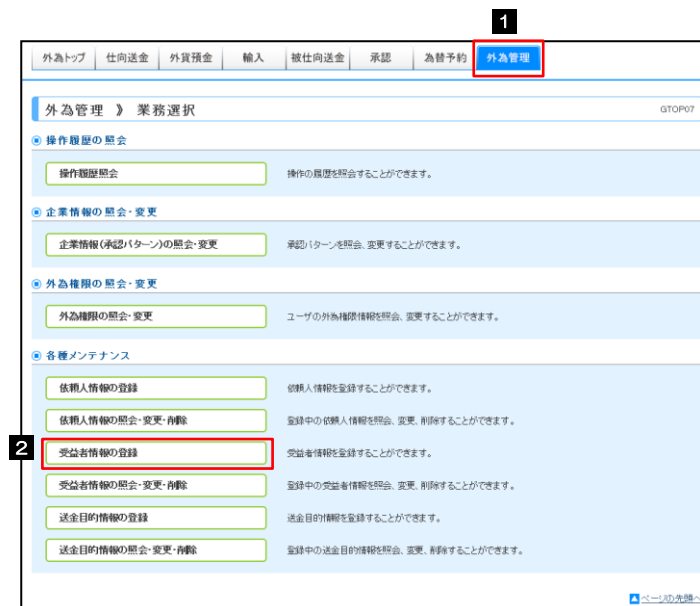 1
外為トップ 仕向送金 外貨預金 輸入 被仕向送金 承認 為替予約 外為管理
外為管理 》 業務選択 GTOP07
操作履歴の照会
操作履歴照会 操作の履歴を照会することができます。
企業情報の照会・変更
企業情報(承認パターン)の照会・変更 承認パターンを照会、変更することができます。
外為権限の照会・変更
外為権限の照会・変更 ユーザの外為権限情報を照会、変更することができます。
各種メンテナンス
依頼人情報の登録 依頼人情報を登録することができます。
依頼人情報の照会・変更・削除 登録中の依頼人情報を照会、変更、削除することができます。
2 受益者情報の登録 受益者情報を登録することができます。
受益者情報の照会・変更・削除 登録中の受益者情報を照会、変更、削除することができます。
送金目的情報の登録 送金目的情報を登録することができます。
送金目的情報の照会・変更・削除 登録中の送金目的情報を照会、変更、削除することができます。
ページの先頭へ